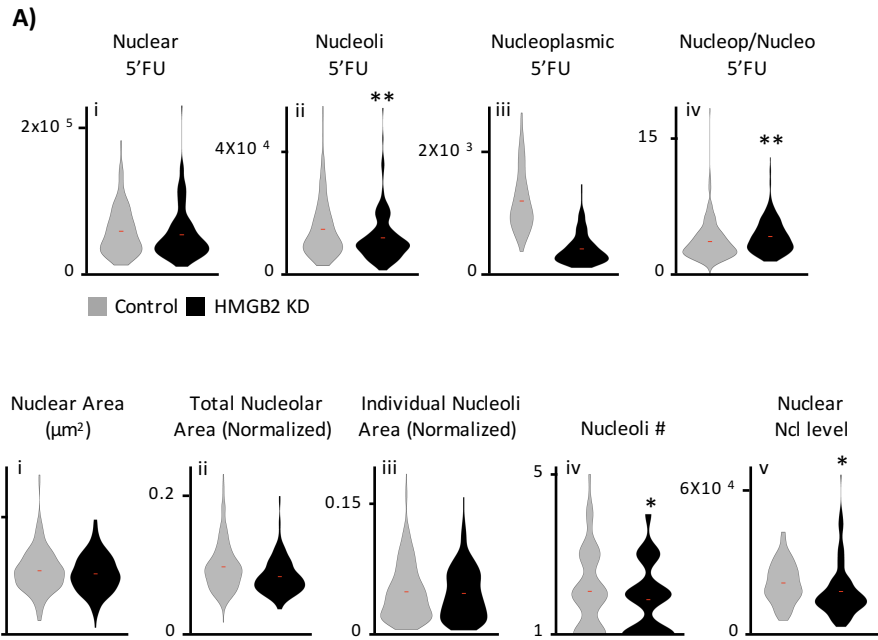 A)
Nuclear
5’FU
Nucleoli
5’FU
Nucleoplasmic
5’FU
Nucleop/Nucleo
5’FU
i
2x10 5
0
ii
**
4X10 4
0
iii
2X10 3
0
iv
**
15
0
Control
HMGB2 KD
Nuclear Area
(µm2)
Total Nucleolar
Area (Normalized)
Individual Nucleoli
Area (Normalized)
Nucleoli #
Nuclear
Ncl level
i
ii
0.2
0
iii
0.15
0
iv
5
*
1
v
*
6X10 4
0